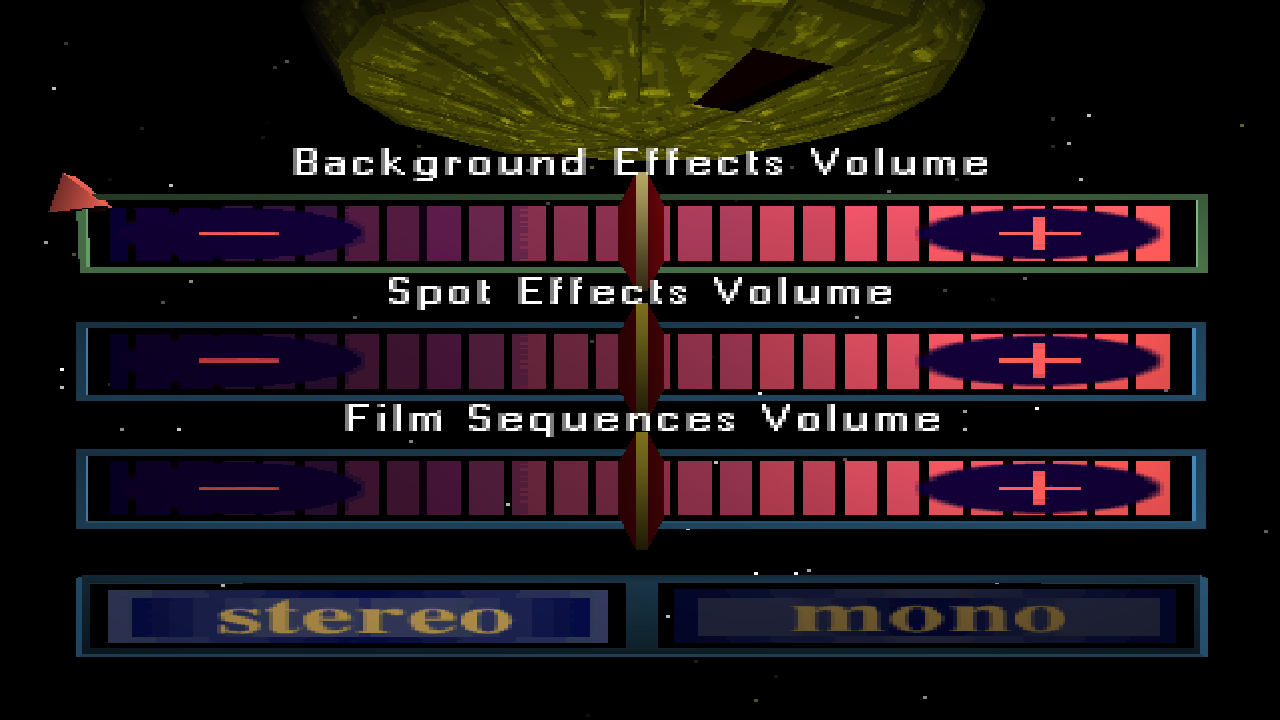 Background Effects Volume
Spot Effects Volume
Film Sequences Volume
stereo mono